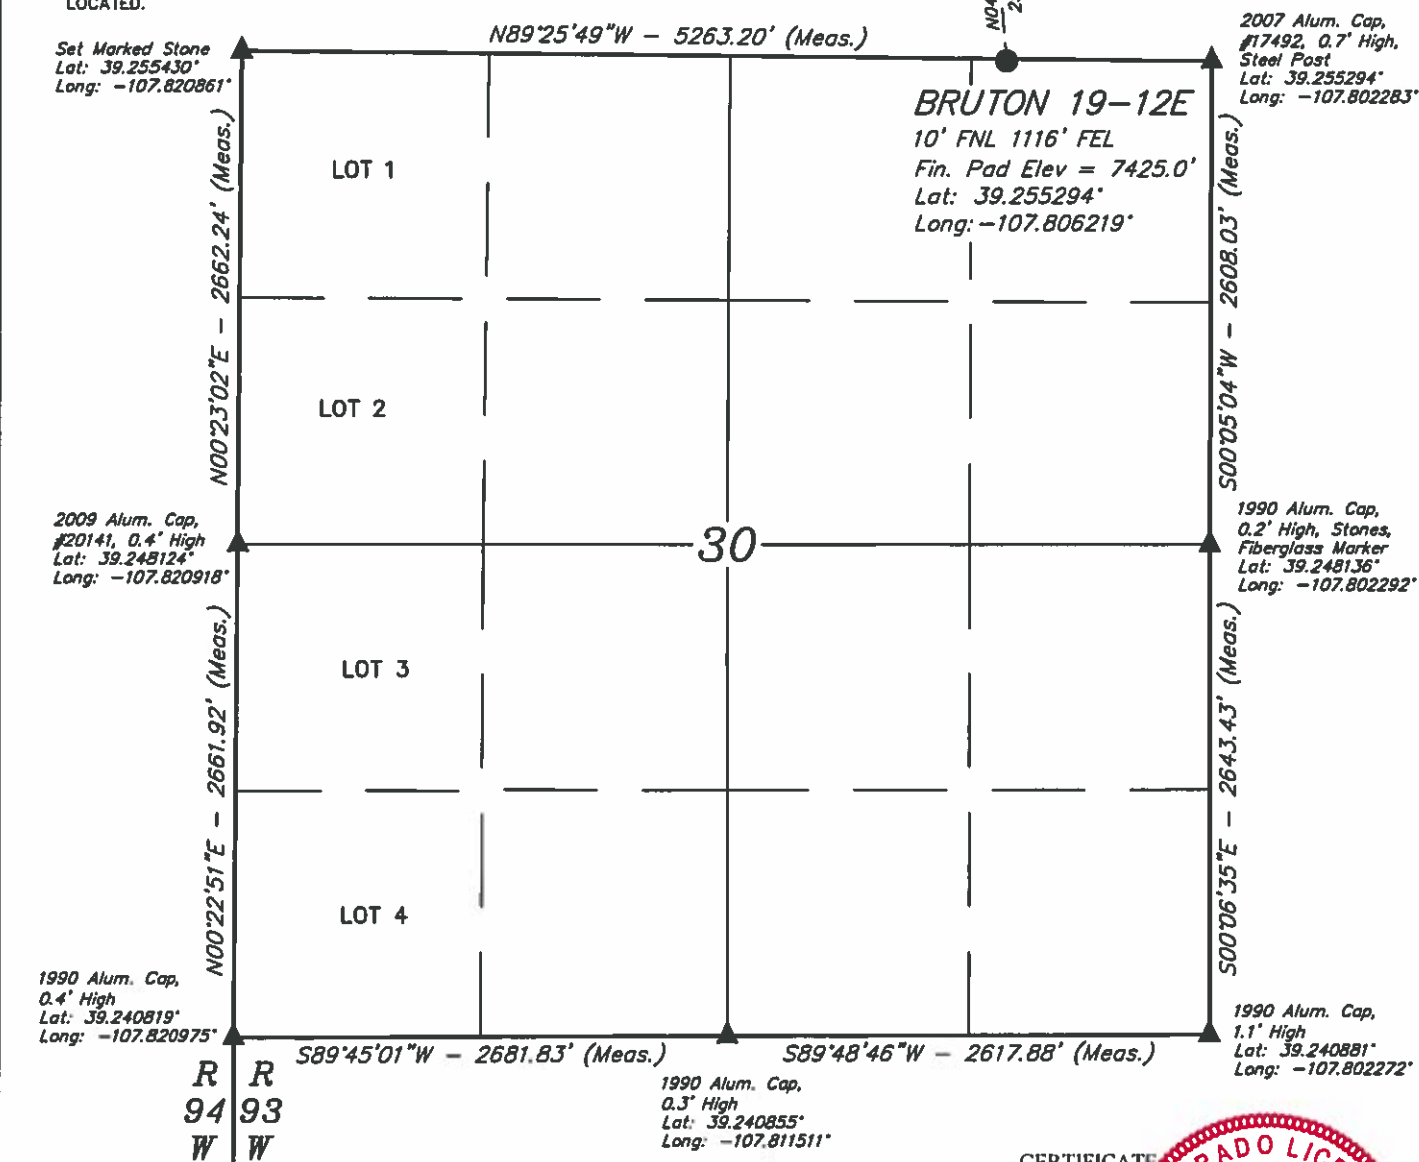 LOCATED.
N04
N89°25'49"W - 5263.20' (Meas.)
Set Marked Stone
Lat: 39.255430°
Long: -107.820861°
2007 Alum. Cap,
#17492, 0.7' High,
Steel Post
Lat: 39.255294°
Long: -107.802283°
BRUTON 19-12E
10' FNL 1116' FEL
Fin. Pad Elev = 7425.0'
Lat: 39.255294°
Long: -107.806219°
LOT 1
N00°23'02"E - 2662.24' (Meas.)
S00°05'04"W - 2608.03' (Meas.)
LOT 2
2009 Alum. Cap,
#20141, 0.4' High
Lat: 39.248124°
Long: -107.820918°
30
1990 Alum. Cap,
0.2' High, Stones,
Fiberglass Marker
Lat: 39.248136°
Long: -107.802292°
LOT 3
N00°22'51"E - 2661.92' (Meas.)
S00°06'35"E - 2643.43' (Meas.)
LOT 4
1990 Alum. Cap,
0.4' High
Lat: 39.240819°
Long: -107.820975°
1990 Alum. Cap,
1.1' High
Lat: 39.240881°
Long: -107.802272°
S89°45'01"W - 2681.83' (Meas.)
S89°48'46"W - 2617.88' (Meas.)
1990 Alum. Cap,
0.3' High
Lat: 39.240855°
Long: -107.811511°
R R
94 93
W W
CERTIFICATE
RADO LIC